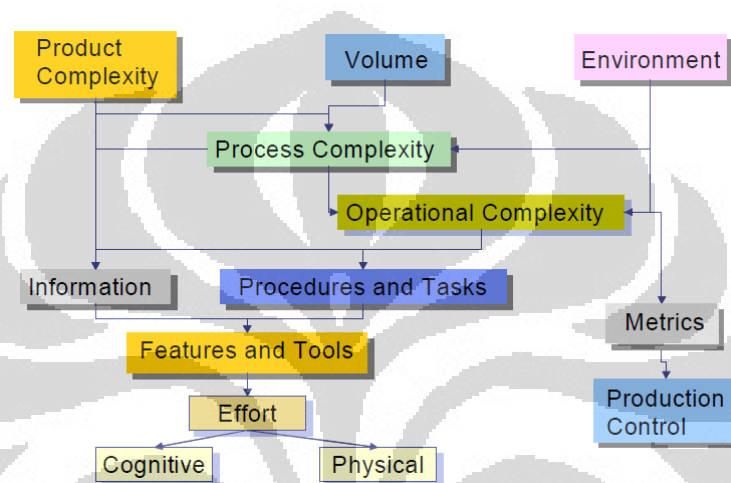 Product
Complexity
Volume
Environment
Process Complexity
Operational Complexity
Information
Procedures and Tasks
Metrics
Features and Tools
Effort
Production
Control
Cognitive
Physical